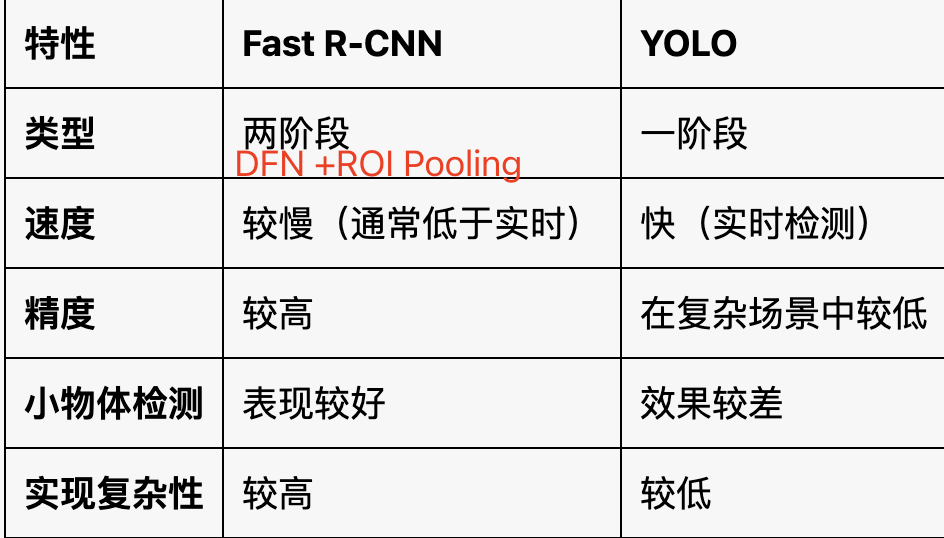 特性 Fast R-CNN YOLO
类型 两阶段 一阶段
DFN +ROI Pooling
速度 较慢（通常低于实时） 快（实时检测）
精度 较高 在复杂场景中较低
小物体检测 表现较好 效果较差
实现复杂性 较高 较低